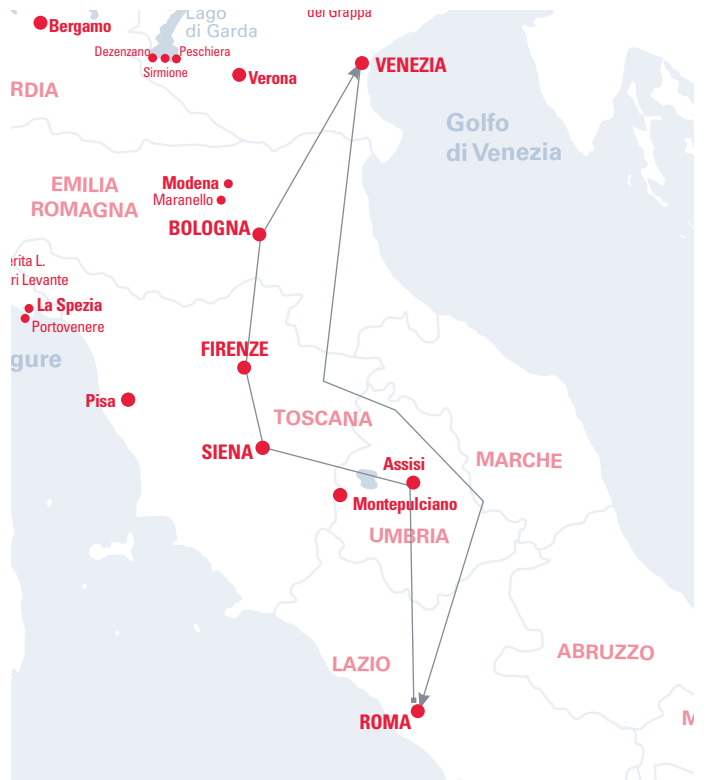 Lago
di Garda
del Grappa
Bergamo
Dezenzano
Peschiera
Sirmione
Verona
VENEZIA
RDIA
Golfo
di Venezia
EMILIA
ROMAGNA
Modena
Maranello
BOLOGNA
rita L.
ri Levante
La Spezia
Portovenere
gure
FIRENZE
Pisa
TOSCANA
SIENA
Assisi
MARCHE
Montepulciano
UMBRIA
LAZIO
ABRUZZO
ROMA
M